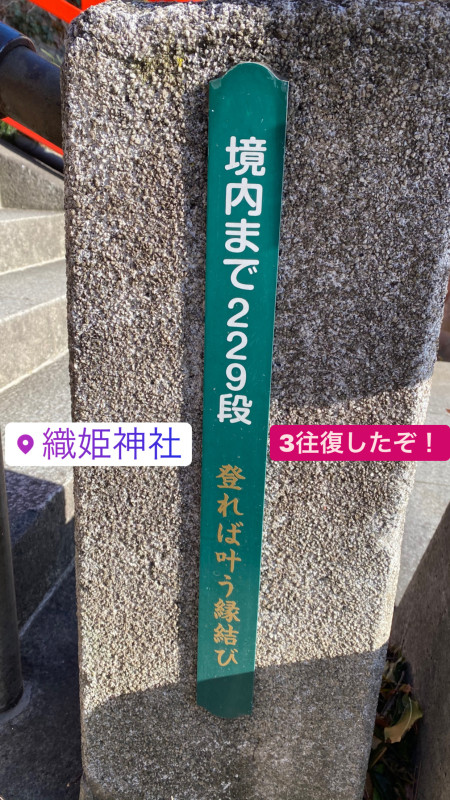 境内まで229段
登れば叶う縁結び
織姫神社
3往復したぞ！